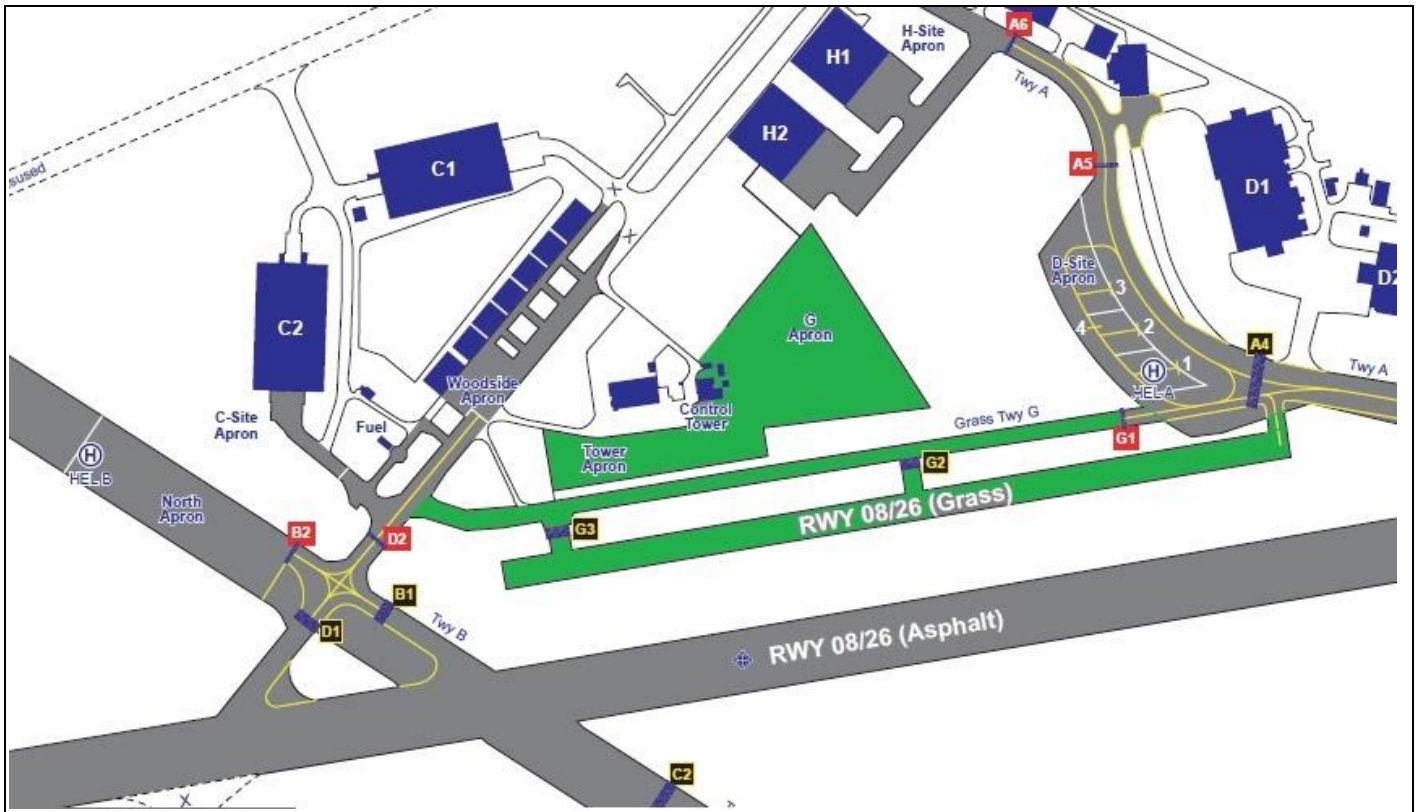 A6
H-Site
Apron
H1
Twy A
H2
C1
A5
D1
D-Site
Apron
3
D2
G
Apron
4
2
C2
1
A4
H
HEL A
Twy A
Woodside
Apron
Control
Tower
C-Site
Apron
Fuel
Grass Twy G
G1
H
HEL B
Tower
Apron
G2
North
Apron
RWY 08/26 (Grass)
B2
D2
G3
B1
Twy B
D1
RWY 08/26 (Asphalt)
C2